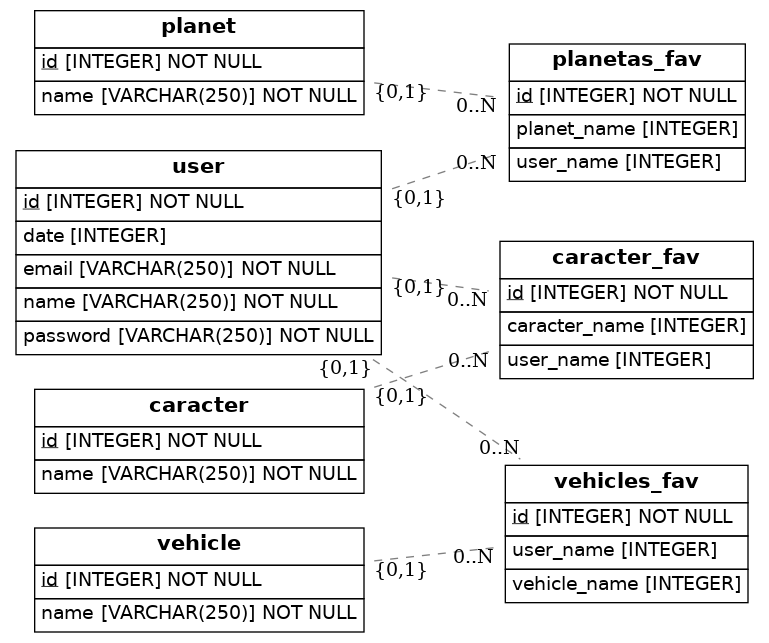 planet
id [INTEGER] NOT NULL
name [VARCHAR(250)] NOT NULL
{0,1}
0..N
planetas_fav
id [INTEGER] NOT NULL
planet_name [INTEGER]
user_name [INTEGER]
user
id [INTEGER] NOT NULL
date [INTEGER]
email [VARCHAR(250)] NOT NULL
name [VARCHAR(250)] NOT NULL
password [VARCHAR(250)] NOT NULL
0..N
{0,1}
{0,1}
0..N
{0,1}
0..N
caracter_fav
id [INTEGER] NOT NULL
caracter_name [INTEGER]
user_name [INTEGER]
caracter
id [INTEGER] NOT NULL
name [VARCHAR(250)] NOT NULL
{0,1}
0..N
vehicles_fav
id [INTEGER] NOT NULL
user_name [INTEGER]
vehicle_name [INTEGER]
vehicle
id [INTEGER] NOT NULL
name [VARCHAR(250)] NOT NULL
{0,1}
0..N